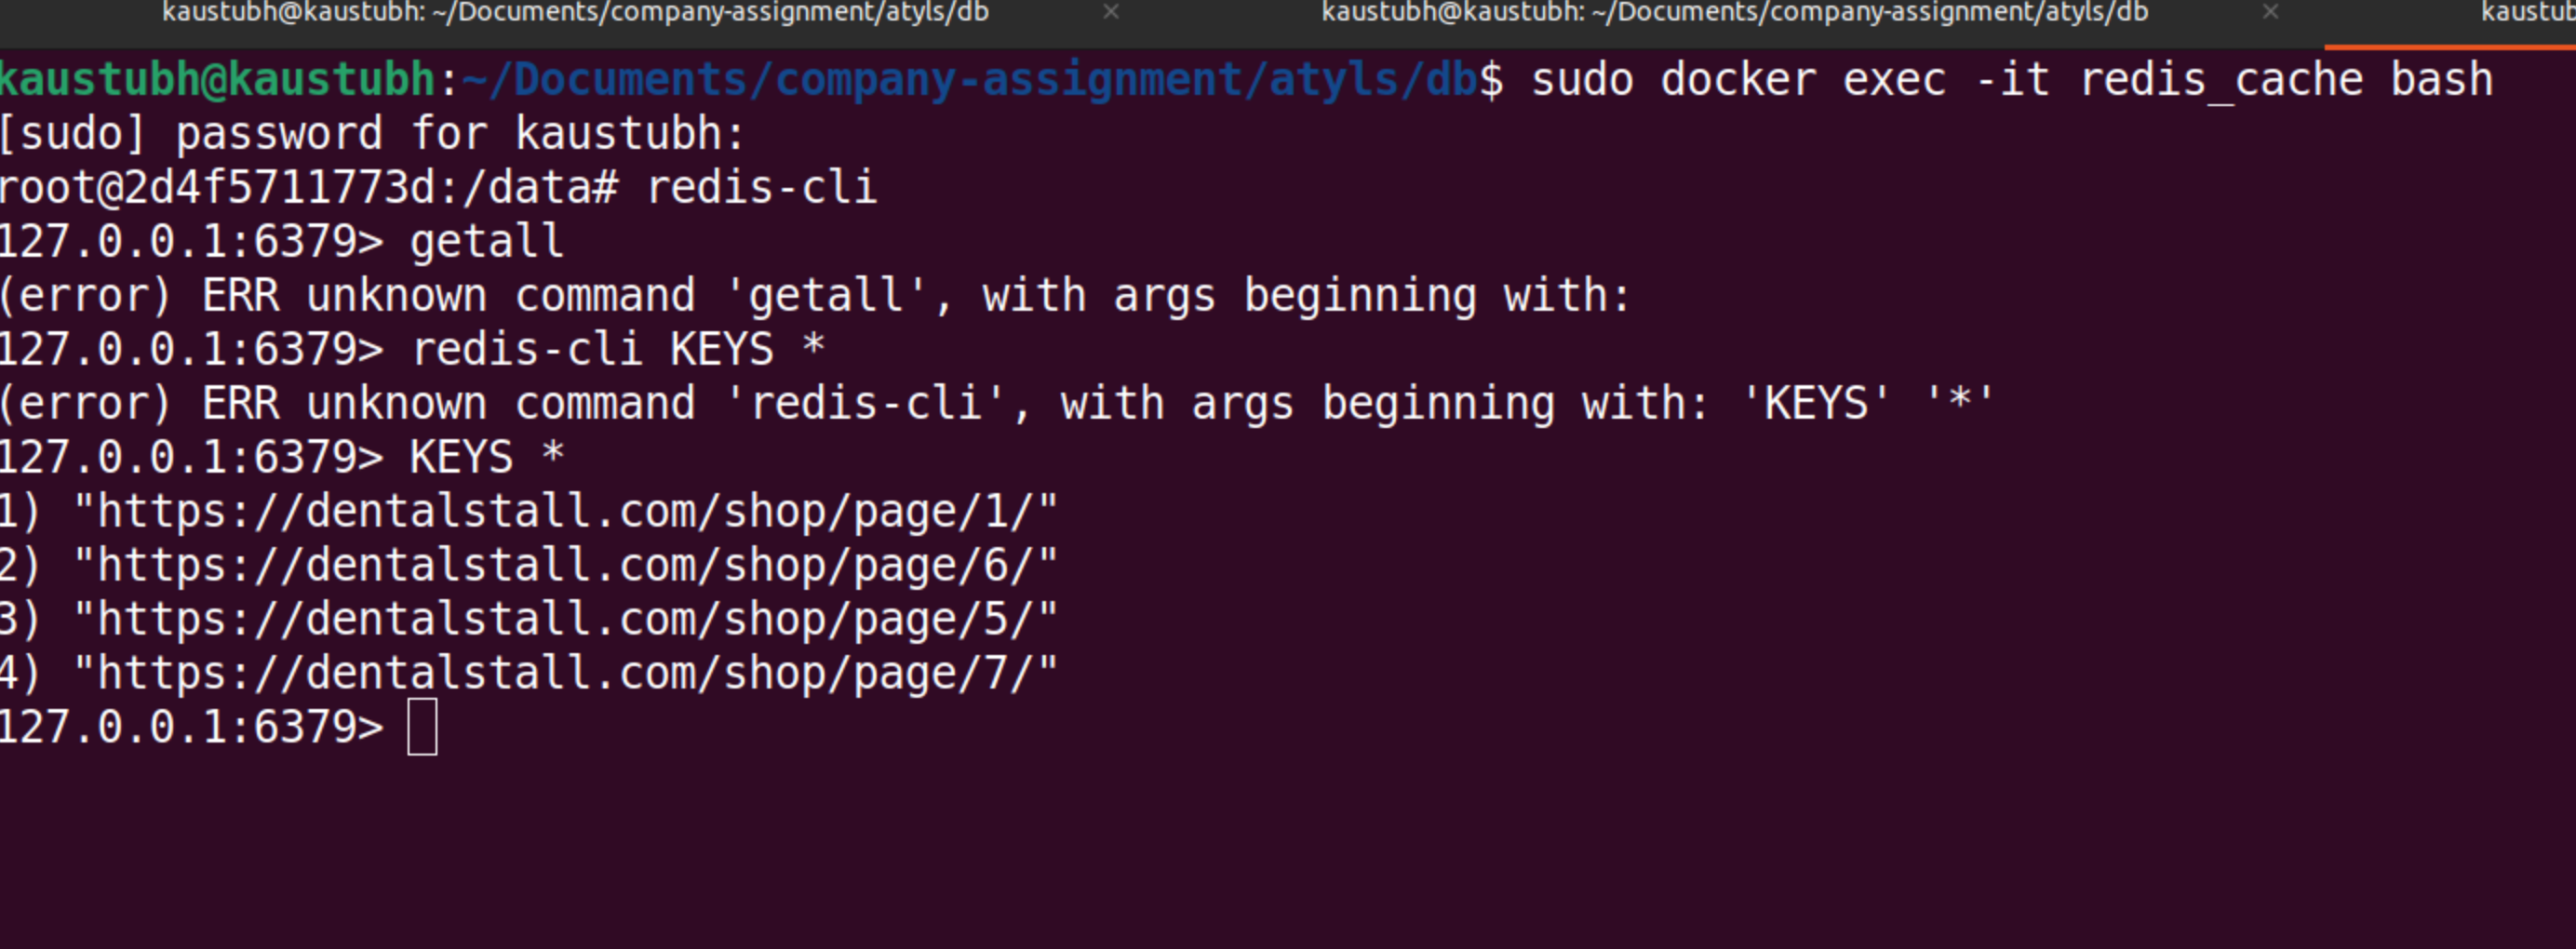 kaustubh@kaustubh: ~/Documents/company-assignment/atyls/db × kaustubh@kaustubh: ~/Documents/company-assignment/atyls/db × kaustub
kaustubh@kaustubh:~/Documents/company-assignment/atyls/db$ sudo docker exec -it redis_cache bash
[sudo] password for kaustubh:
root@2d4f5711773d:/data# redis-cli
127.0.0.1:6379> getall
(error) ERR unknown command 'getall', with args beginning with:
127.0.0.1:6379> redis-cli KEYS *
(error) ERR unknown command 'redis-cli', with args beginning with: 'KEYS' '*'
127.0.0.1:6379> KEYS *
1) "https://dentalstall.com/shop/page/1/"
2) "https://dentalstall.com/shop/page/6/"
3) "https://dentalstall.com/shop/page/5/"
4) "https://dentalstall.com/shop/page/7/"
127.0.0.1:6379>